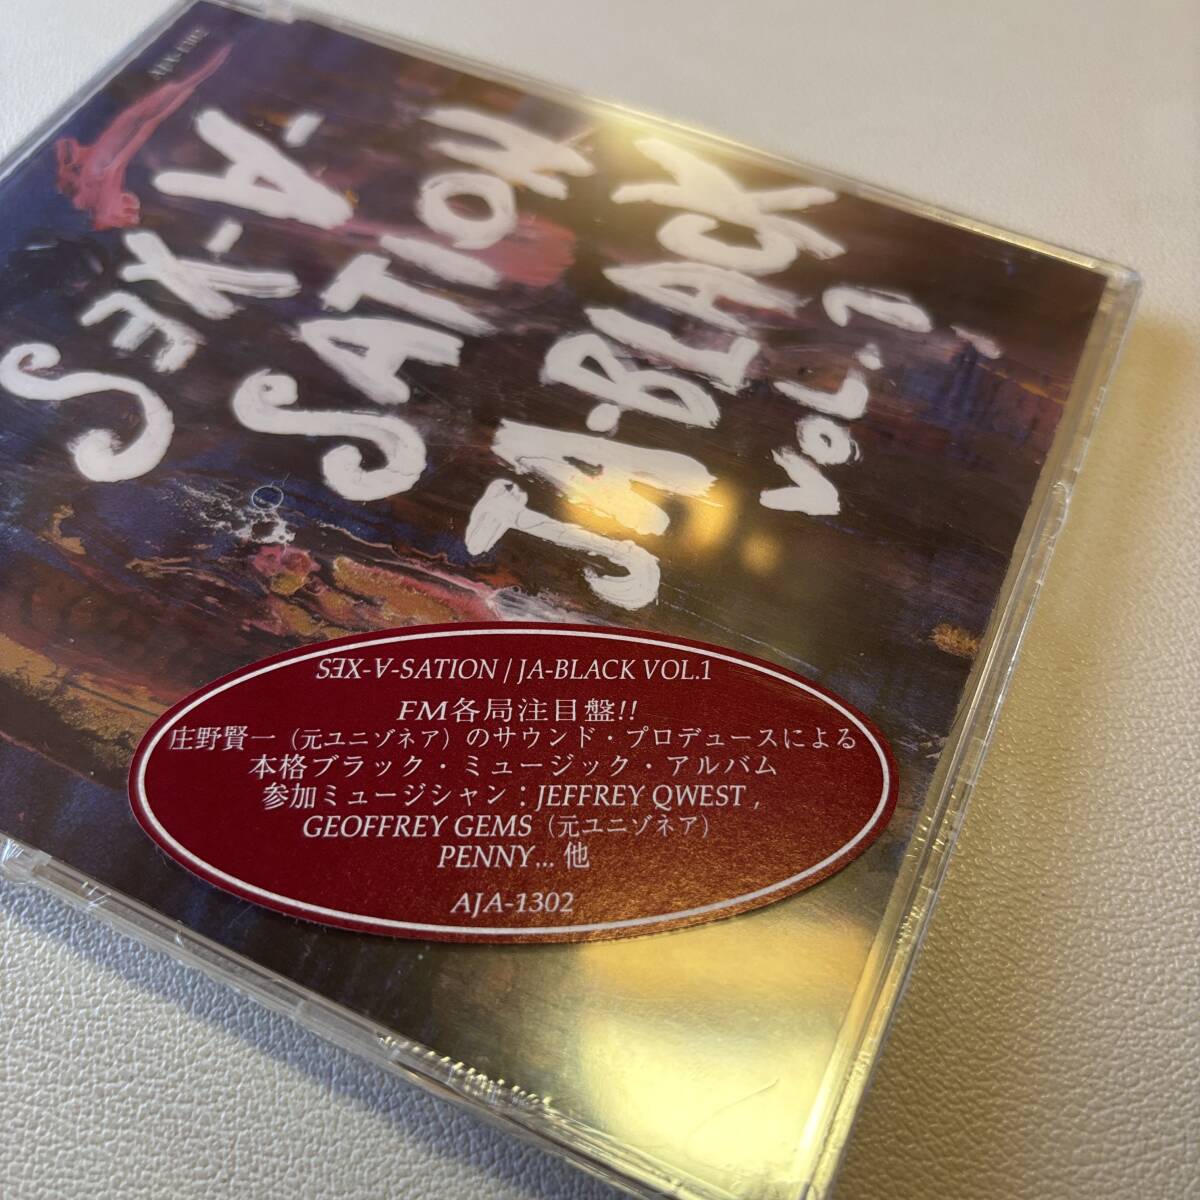 AJA-1302
SƎX-∀-
SATION
JA-BLACK
VOL.1
SƎX-∀-SATION / JA-BLACK VOL.1
FM各局注目盤!!
庄野賢一（元ユニゾネア）のサウンド・プロデュースによる
本格ブラック・ミュージック・アルバム
参加ミュージシャン：JEFFREY QWEST ,
GEOFFREY GEMS（元ユニゾネア）
PENNY... 他
AJA-1302